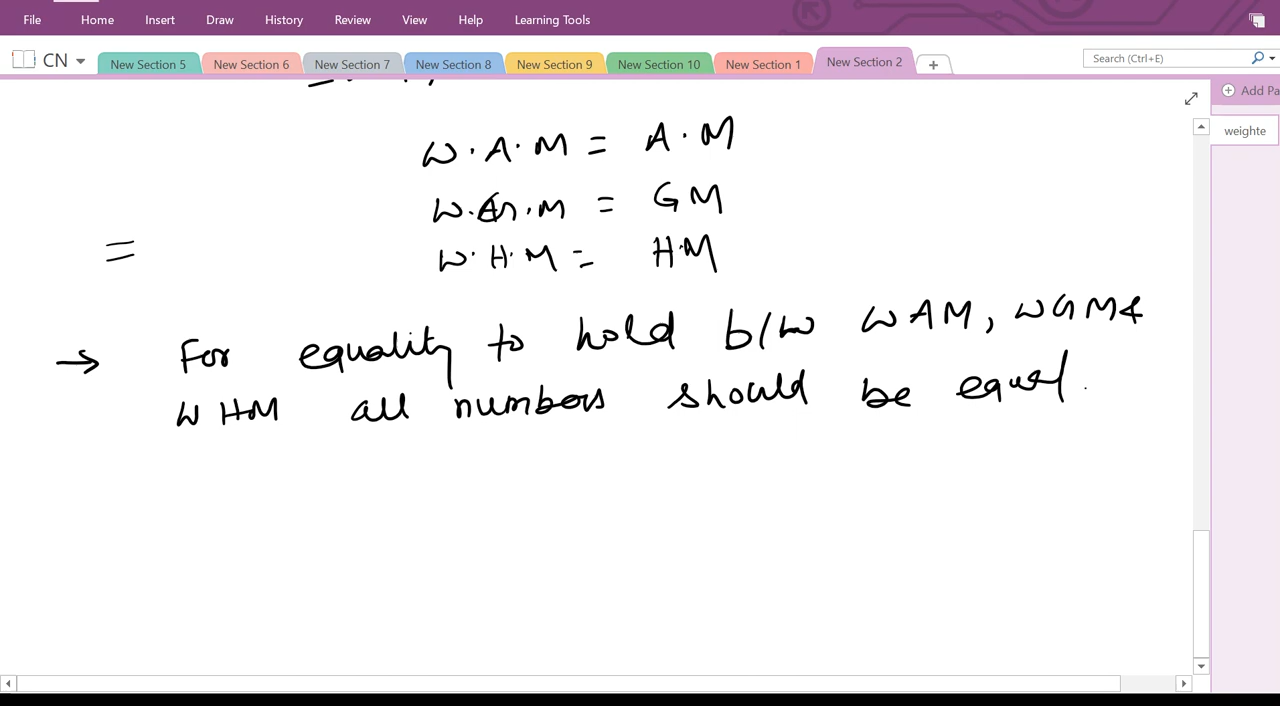 File Home Insert Draw History Review View Help Learning Tools
CN New Section 5 New Section 6 New Section 7 New Section 8 New Section 9 New Section 10 New Section 1 New Section 2 + Search (Ctrl+E)
Add Pa
weighte
W.A.M = A.M
W.G.M = GM
W.H.M = H.M
=
→ For equality to hold b/w WAM, WGM &
WHM all numbers should be equal.